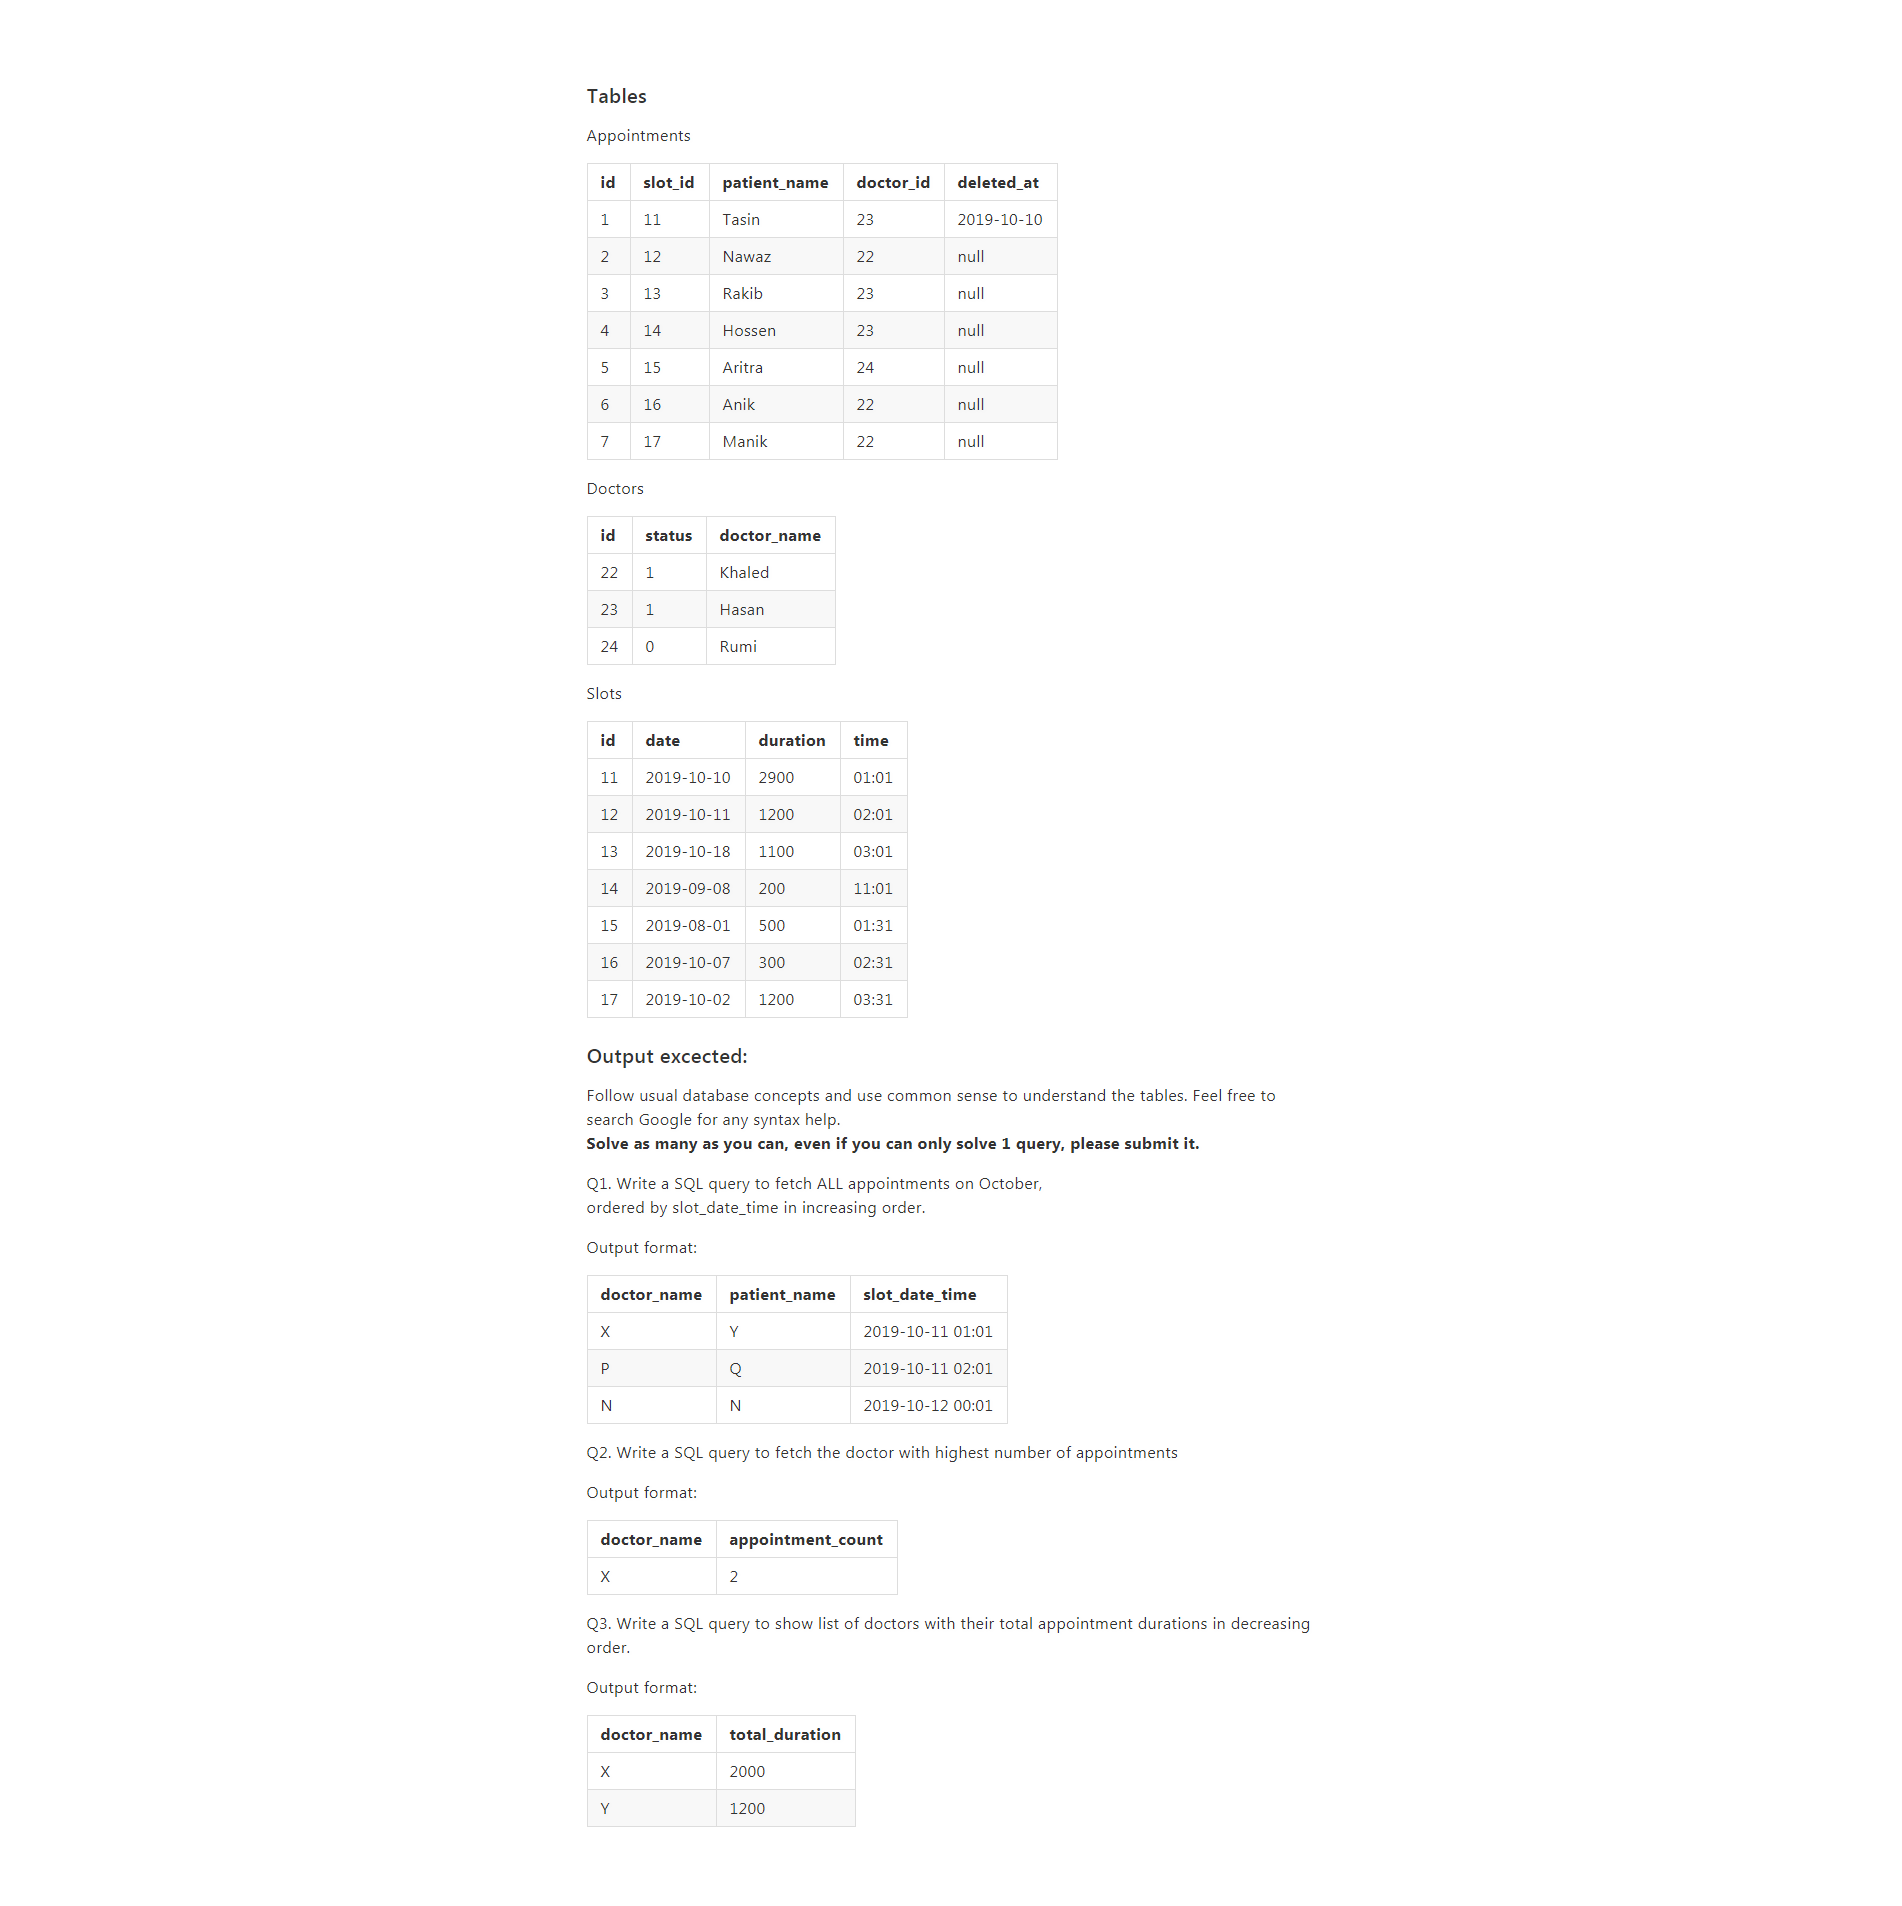 Tables
Appointments
id slot_id patient_name doctor_id deleted_at
1 11 Tasin 23 2019-10-10
2 12 Nawaz 22 null
3 13 Rakib 23 null
4 14 Hossen 23 null
5 15 Aritra 24 null
6 16 Anik 22 null
7 17 Manik 22 null
Doctors
id status doctor_name
22 1 Khaled
23 1 Hasan
24 0 Rumi
Slots
id date duration time
11 2019-10-10 2900 01:01
12 2019-10-11 1200 02:01
13 2019-10-18 1100 03:01
14 2019-09-08 200 11:01
15 2019-08-01 500 01:31
16 2019-10-07 300 02:31
17 2019-10-02 1200 03:31
Output excected:
Follow usual database concepts and use common sense to understand the tables. Feel free to
search Google for any syntax help.
Solve as many as you can, even if you can only solve 1 query, please submit it.
Q1. Write a SQL query to fetch ALL appointments on October,
ordered by slot_date_time in increasing order.
Output format:
doctor_name patient_name slot_date_time
X Y 2019-10-11 01:01
P Q 2019-10-11 02:01
N N 2019-10-12 00:01
Q2. Write a SQL query to fetch the doctor with highest number of appointments
Output format:
doctor_name appointment_count
X 2
Q3. Write a SQL query to show list of doctors with their total appointment durations in decreasing
order.
Output format:
doctor_name total_duration
X 2000
Y 1200